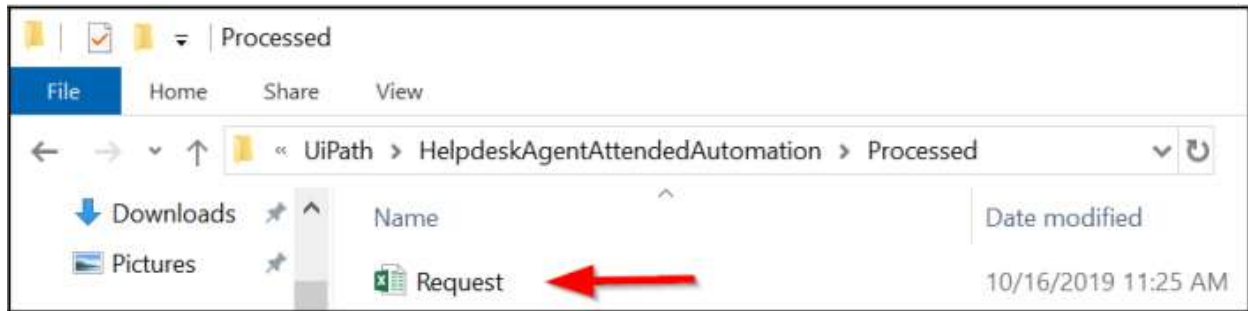 Processed
File Home Share View
« UiPath > HelpdeskAgentAttendedAutomation > Processed
Downloads Name Date modified
Pictures Request 10/16/2019 11:25 AM